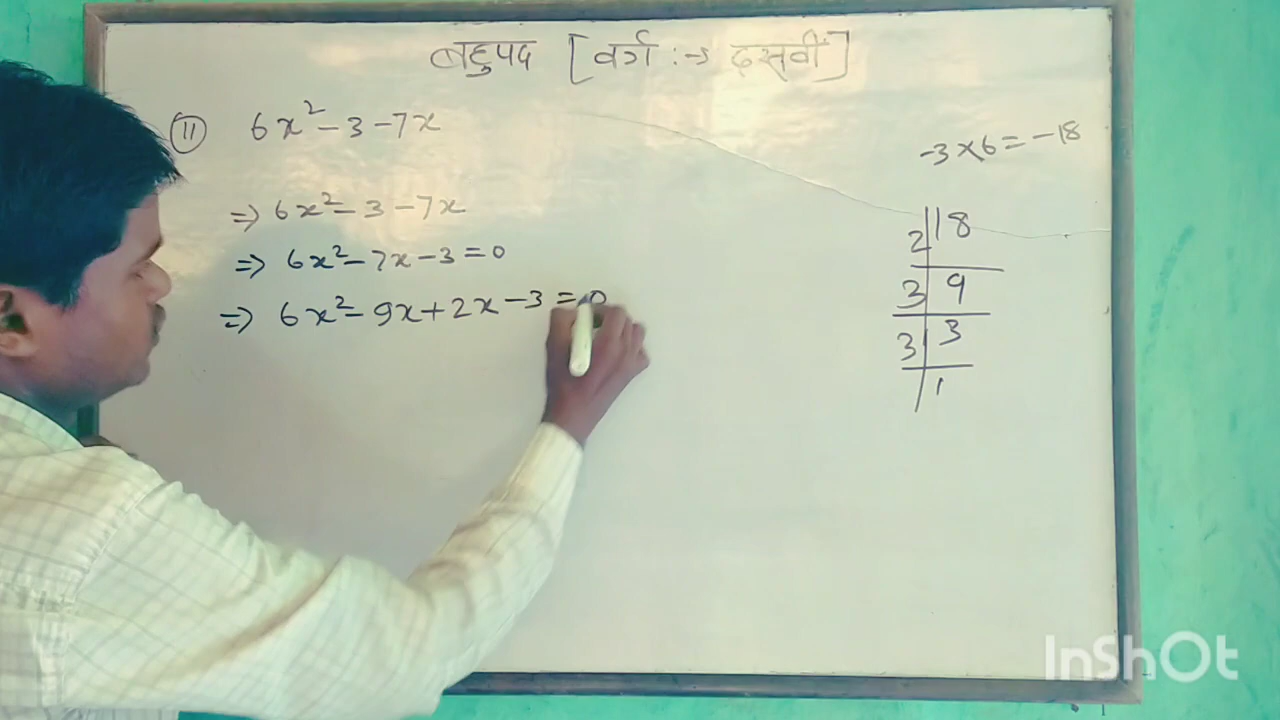 बहुपद [वर्ग :→ दसवीं]
(11) 6x² - 3 - 7x
⇒ 6x² - 3 - 7x
⇒ 6x² - 7x - 3 = 0
⇒ 6x² - 9x + 2x - 3 = 0
-3 × 6 = -18
2 | 18
3 | 9
3 | 3
1
InShOt